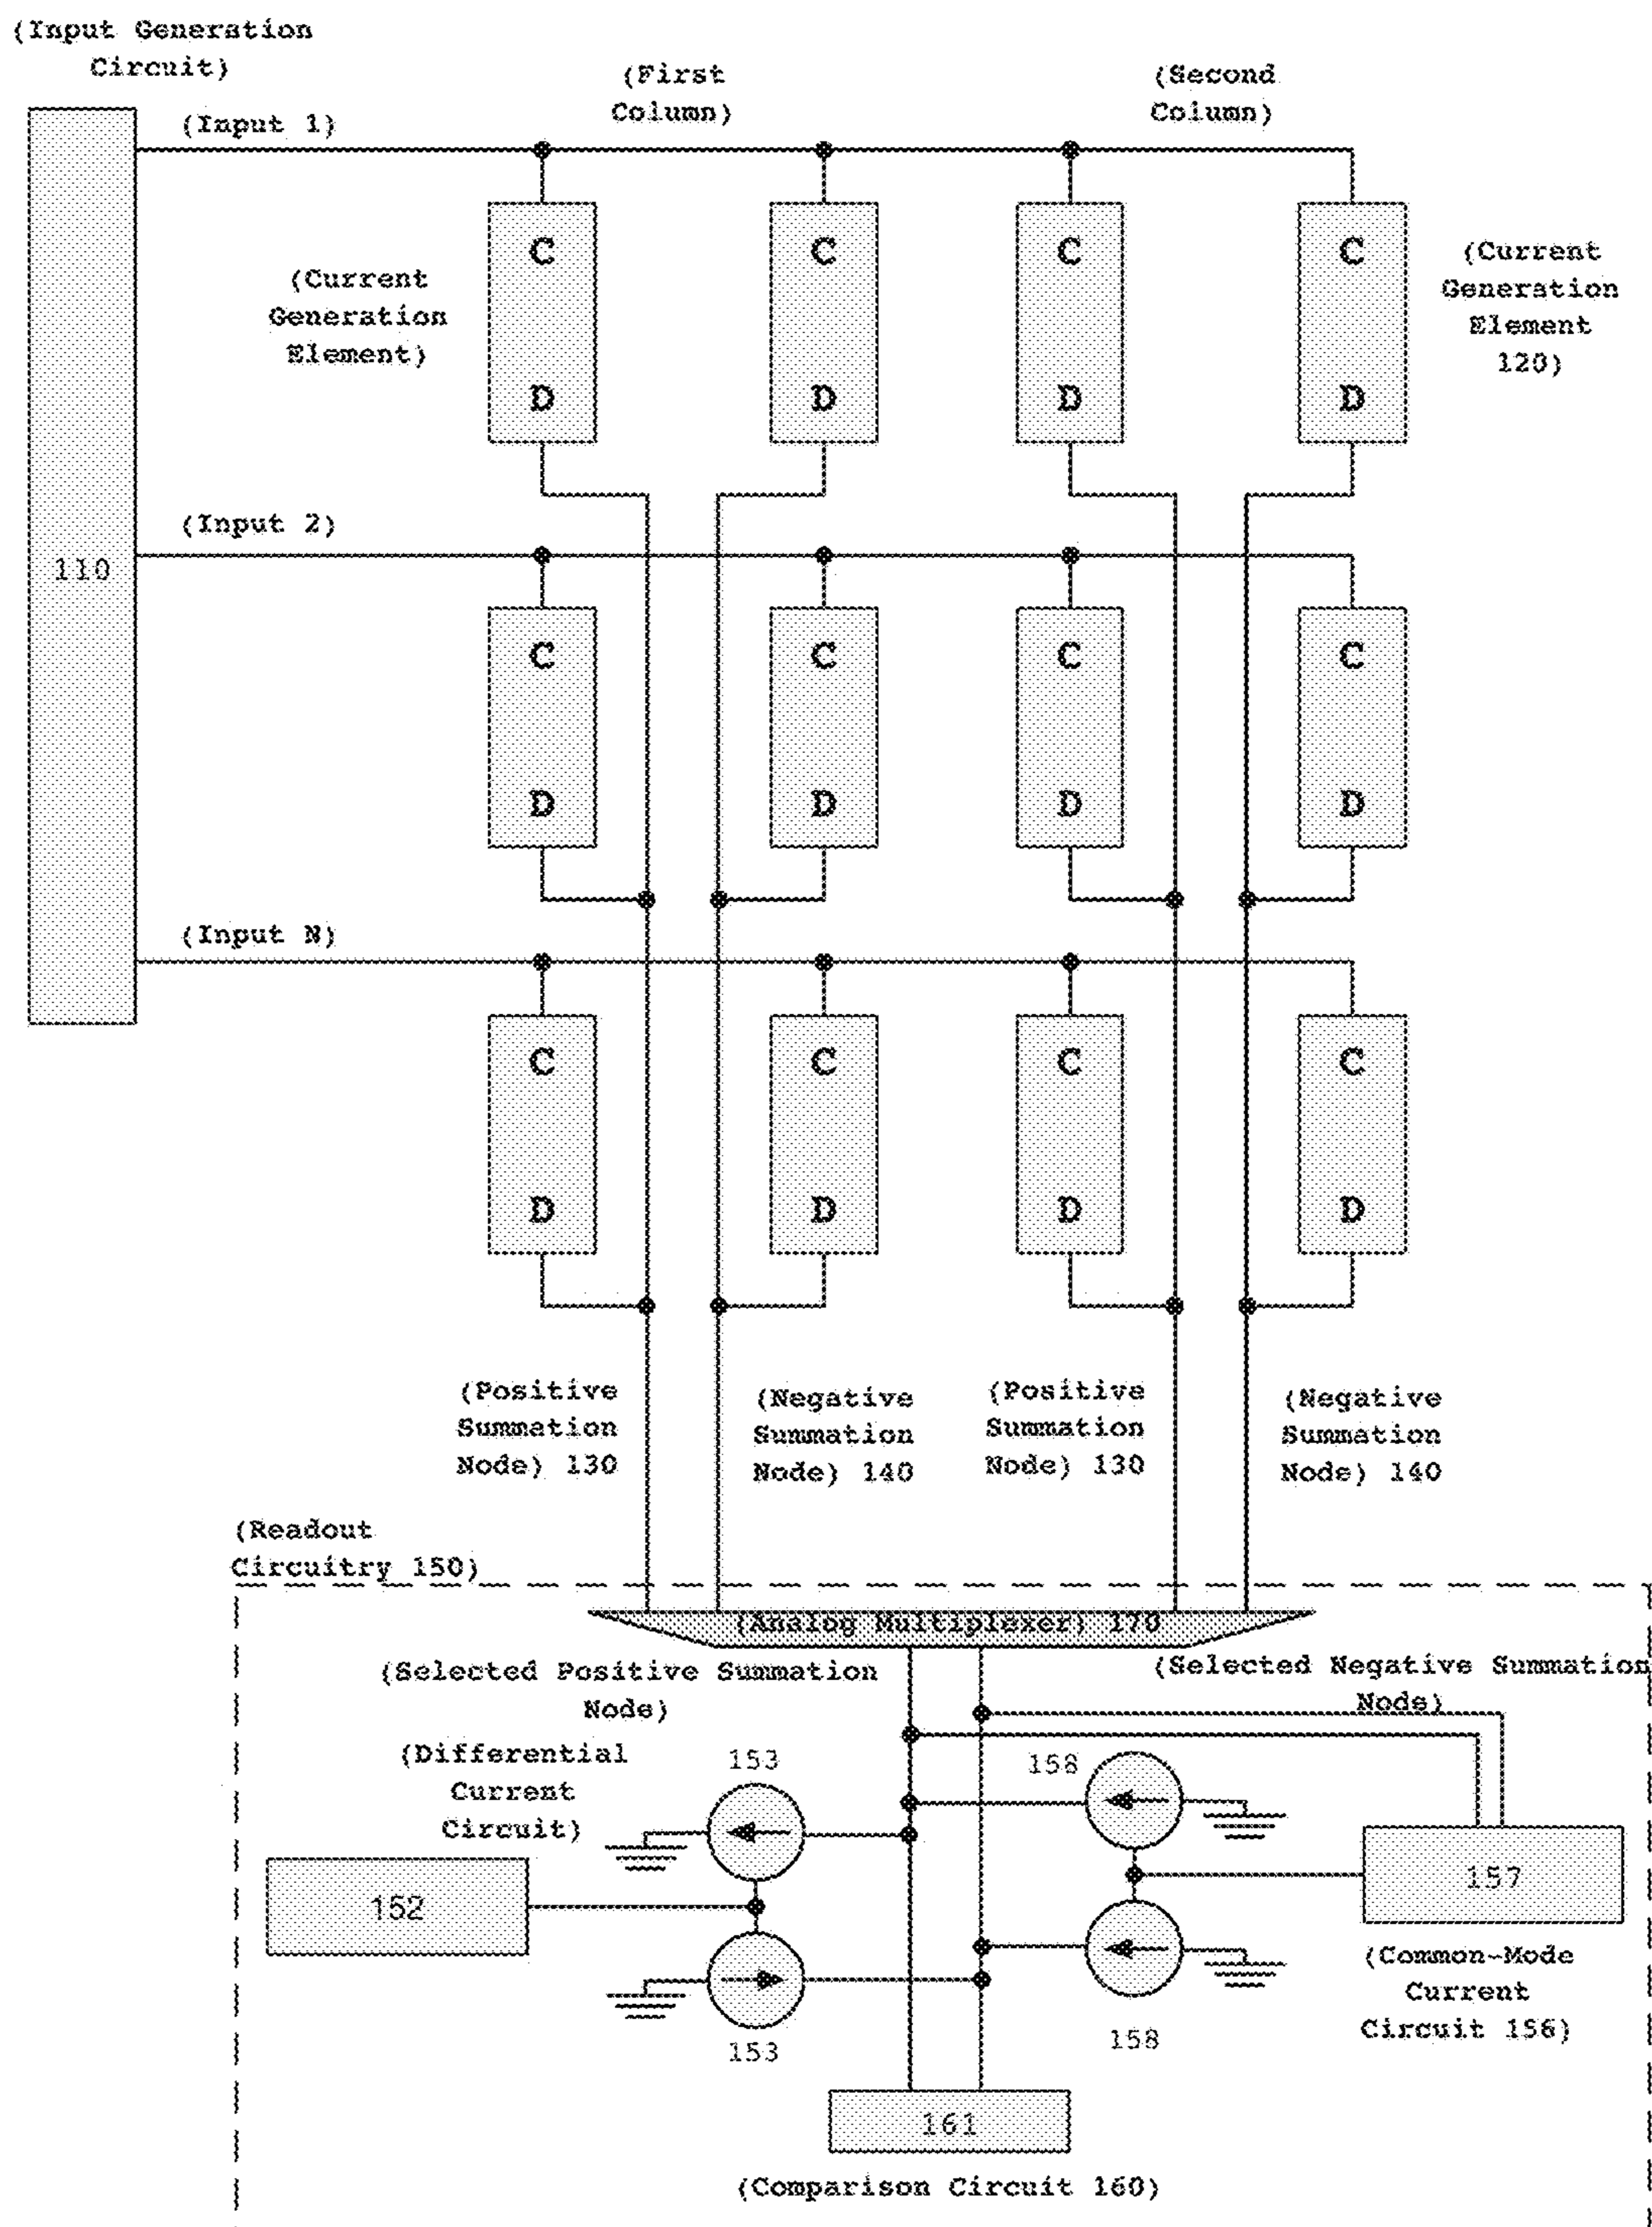 (Input Generation
Circuit)
(First
Column)
(Second
Column)
(Input 1)
C
C
C
C
(Current
Generation
Element)
(Current
Generation
Element
120)
D
D
D
D
(Input 2)
110
C
C
C
C
D
D
D
D
(Input N)
C
C
C
C
D
D
D
D
(Positive
Summation
Node) 130
(Negative
Summation
Node) 140
(Positive
Summation
Node) 130
(Negative
Summation
Node) 140
(Readout
Circuitry 150)
(Analog Multiplexer) 170
(Selected Positive Summation
Node)
(Selected Negative Summation
Node)
(Differential
Current
Circuit)
153
158
152
157
(Common-Mode
Current
Circuit 156)
153
158
161
(Comparison Circuit 160)